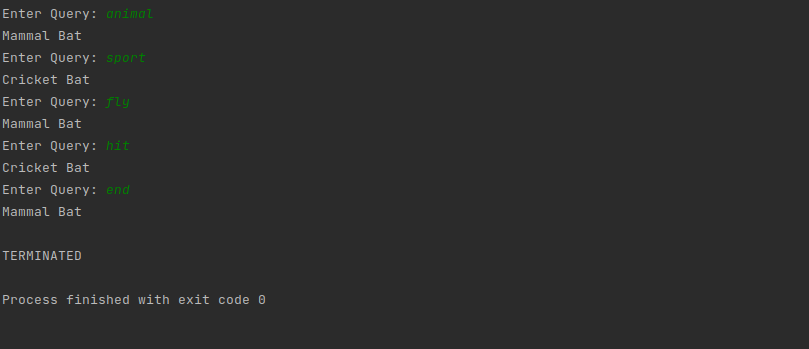 Enter Query: animal
Mammal Bat
Enter Query: sport
Cricket Bat
Enter Query: fly
Mammal Bat
Enter Query: hit
Cricket Bat
Enter Query: end
Mammal Bat
TERMINATED
Process finished with exit code 0